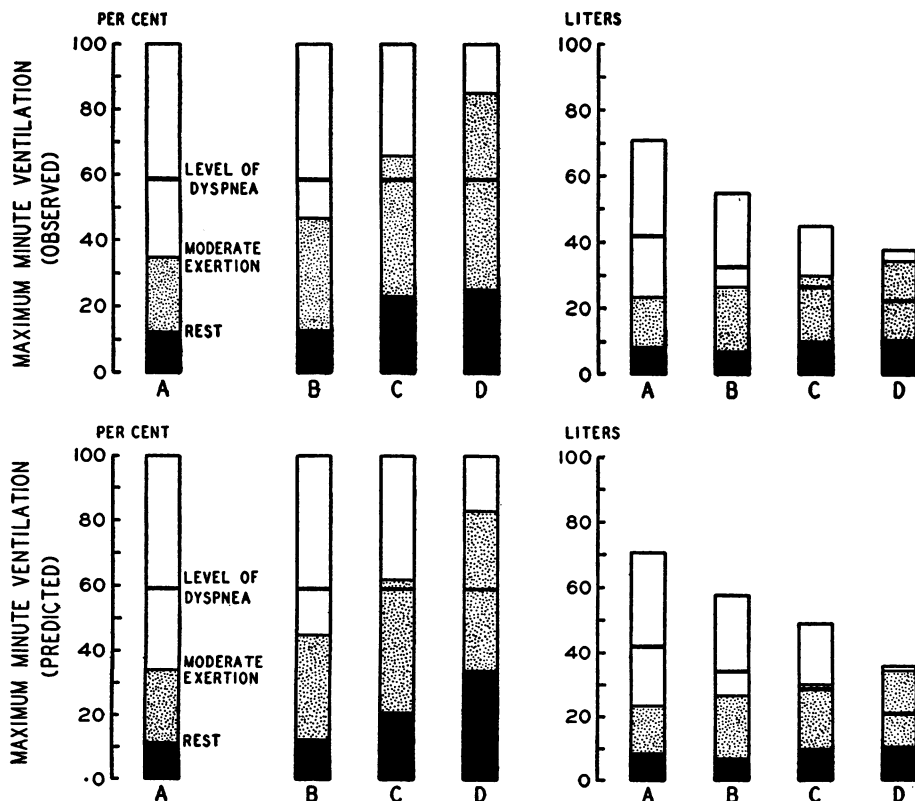 PER CENT
LITERS
MAXIMUM MINUTE VENTILATION
(OBSERVED)
100
80
60
40
20
0
LEVEL OF
DYSPNEA
MODERATE
EXERTION
REST
A
B
C
D
100
80
60
40
20
0
A
B
C
D
PER CENT
LITERS
MAXIMUM MINUTE VENTILATION
(PREDICTED)
100
80
60
40
20
.0
LEVEL OF
DYSPNEA
MODERATE
EXERTION
REST
A
B
C
D
100
80
60
40
20
0
A
B
C
D